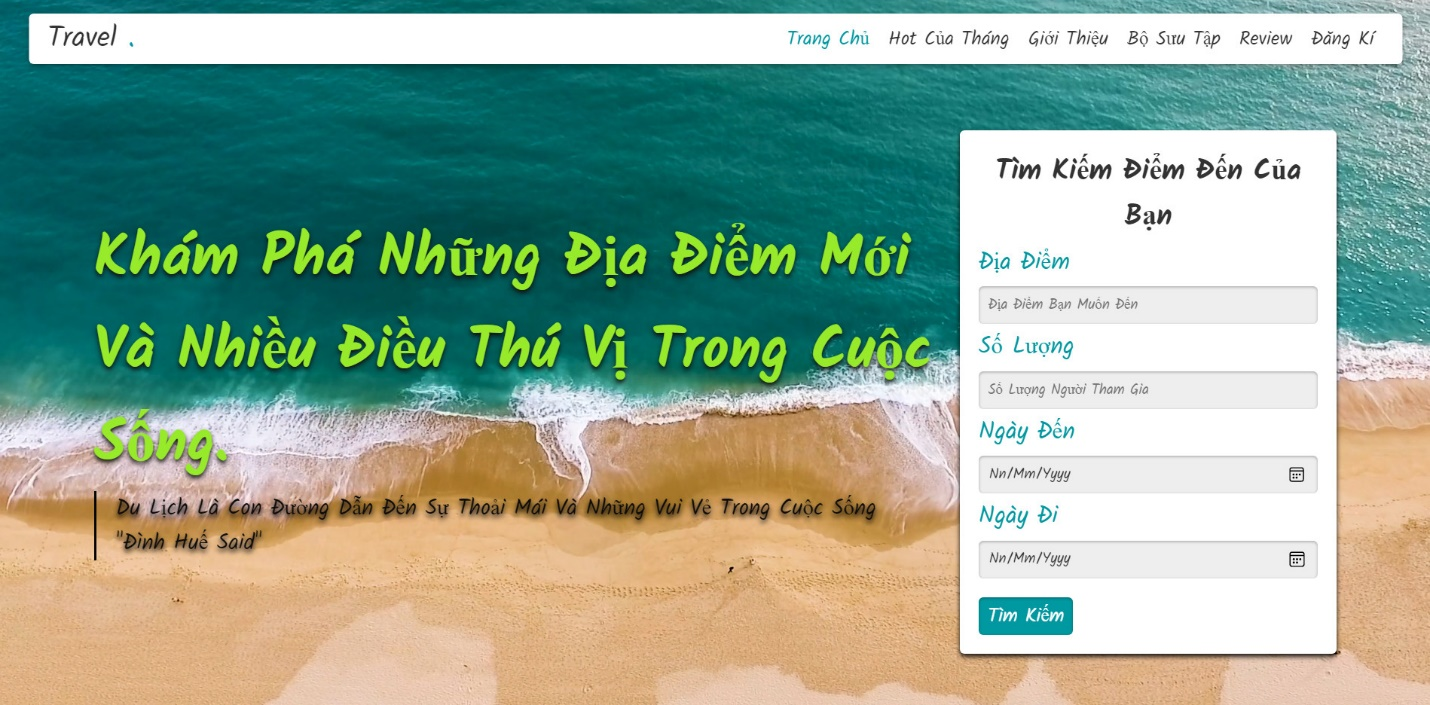 Travel .
Trang Chủ Hot Của Tháng Giới Thiệu Bộ Sưu Tập Review Đăng Kí
Khám Phá Những Địa Điểm Mới
Và Nhiều Điều Thú Vị Trong Cuộc
Sống.
Du Lịch Là Con Đường Dẫn Đến Sự Thoải Mái Và Những Vui Vẻ Trong Cuộc Sống
"Đình Huế Said"
Tìm Kiếm Điểm Đến Của
Bạn
Địa Điểm
Địa Điểm Bạn Muốn Đến
Số Lượng
Số Lượng Người Tham Gia
Ngày Đến
Nn/Mm/Yyyy
Ngày Đi
Nn/Mm/Yyyy
Tìm Kiếm